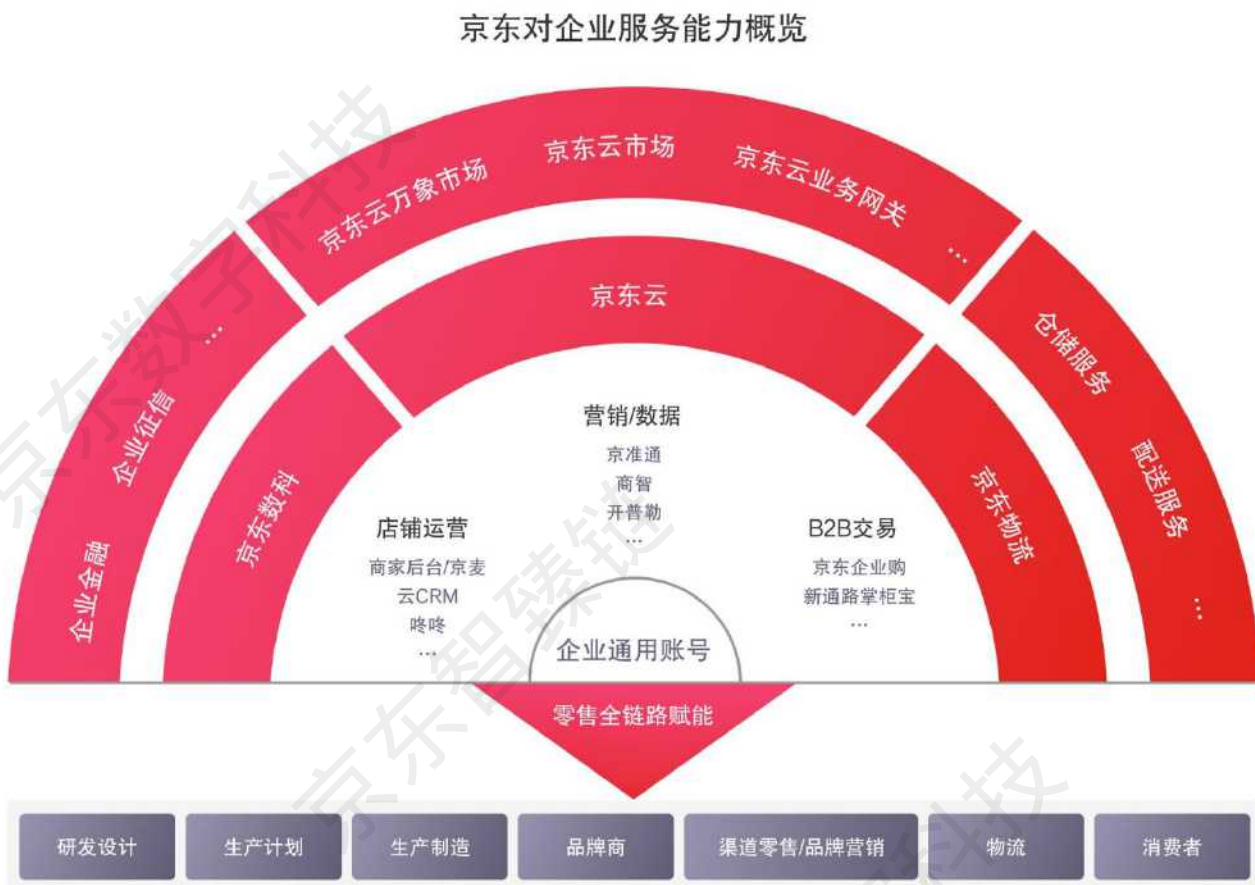 京东对企业服务能力概览
京东云万象市场
京东云市场
京东云业务网关
...
企业金融
企业征信
...
仓储服务
配送服务
...
京东数科
京东云
京东物流
营销/数据
京准通
商智
开普勒
...
店铺运营
商家后台/京麦
云CRM
咚咚
...
B2B交易
京东企业购
新通路掌柜宝
...
企业通用账号
零售全链路赋能
研发设计
生产计划
生产制造
品牌商
渠道零售/品牌营销
物流
消费者
京东数字科技
京东智臻链